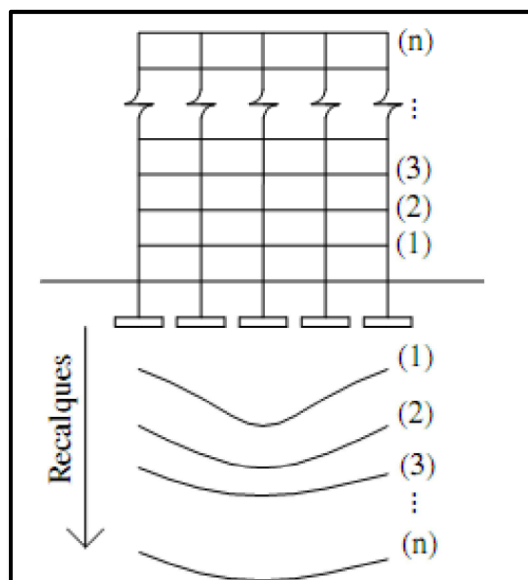 (n)
⋮
(3)
(2)
(1)
Recalques
(1)
(2)
(3)
⋮
(n)